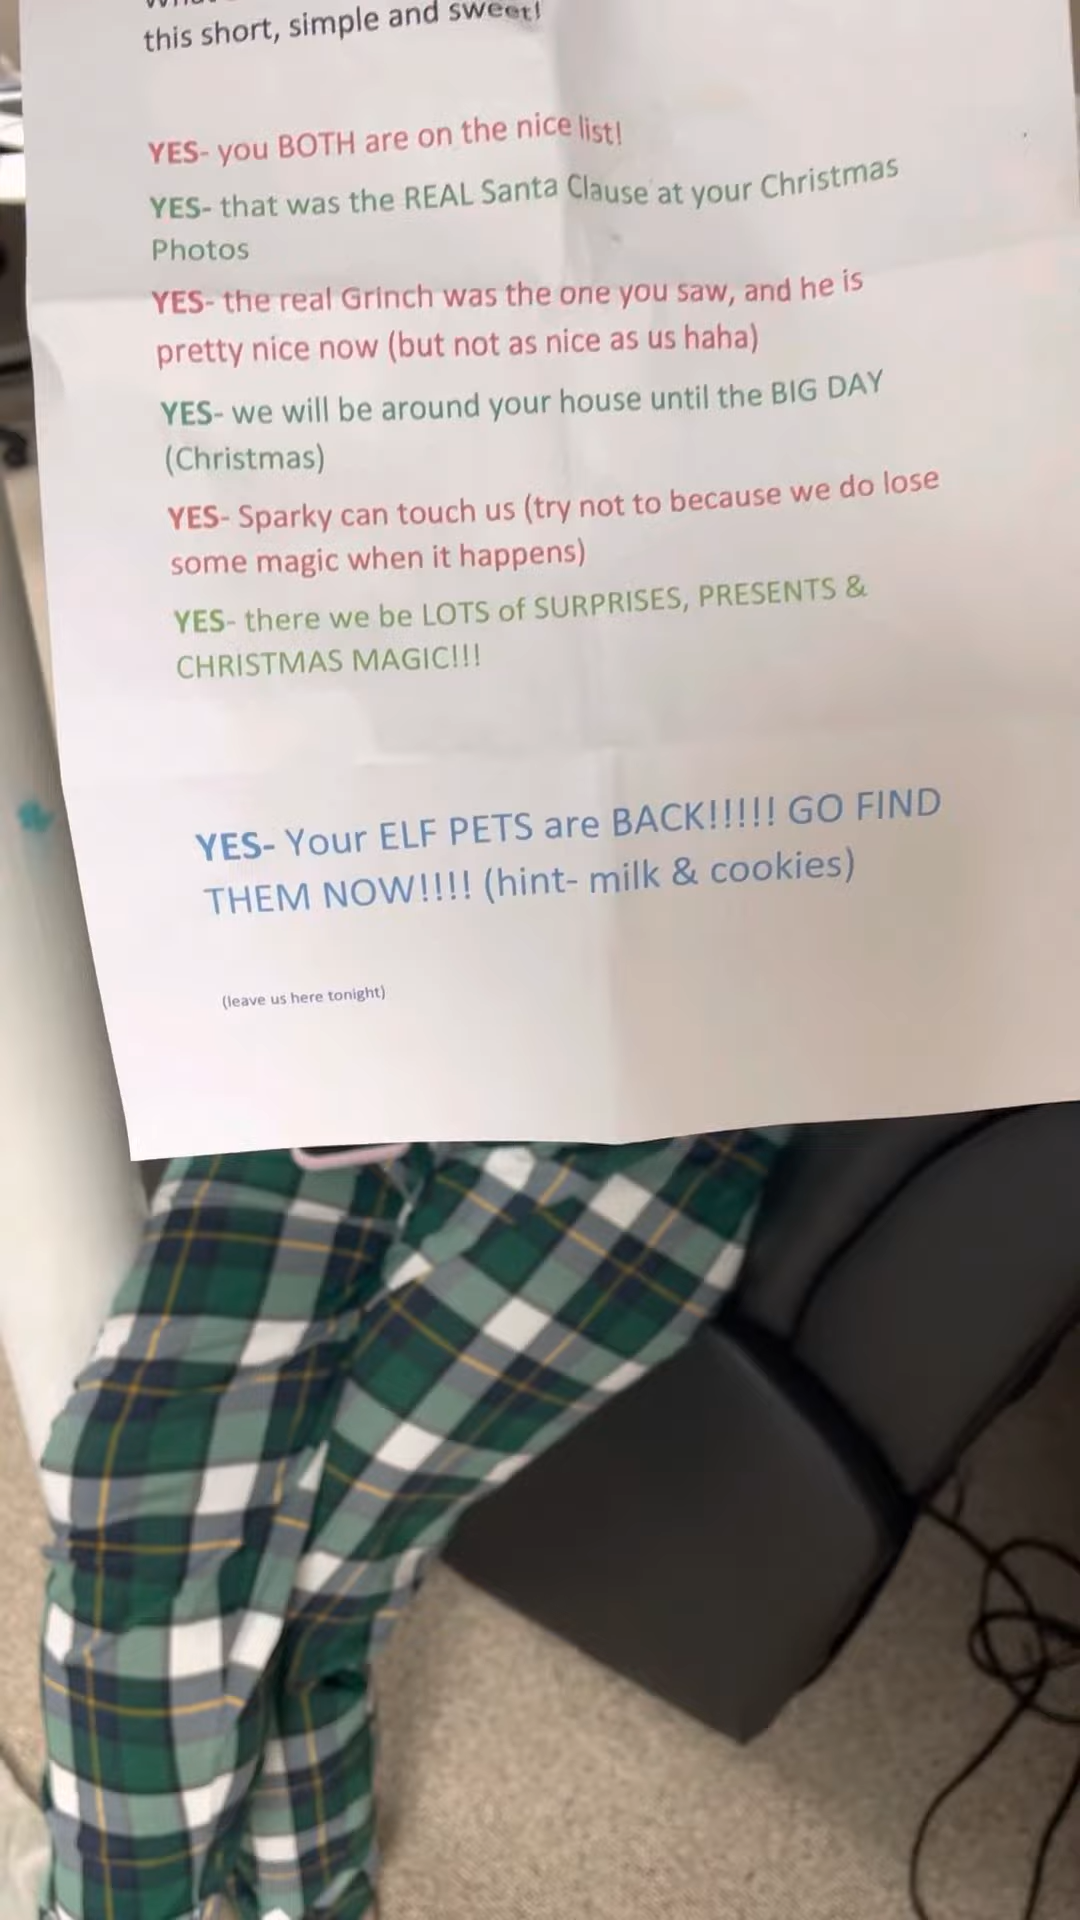 this short, simple and sweet!
YES- you BOTH are on the nice list!
YES- that was the REAL Santa Clause at your Christmas
Photos
YES- the real Grinch was the one you saw, and he is
pretty nice now (but not as nice as us haha)
YES- we will be around your house until the BIG DAY
(Christmas)
YES- Sparky can touch us (try not to because we do lose
some magic when it happens)
YES- there we be LOTS of SURPRISES, PRESENTS &
CHRISTMAS MAGIC!!!
YES- Your ELF PETS are BACK!!!!! GO FIND
THEM NOW!!!! (hint- milk & cookies)
(leave us here tonight)